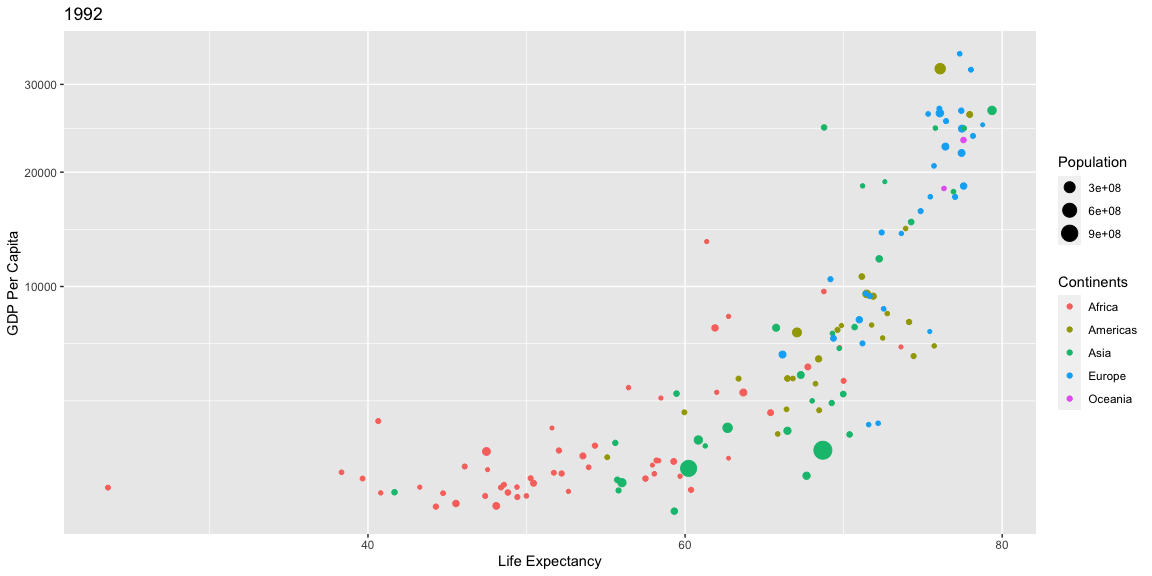 1992
GDP Per Capita
30000
20000
10000
40
60
80
Life Expectancy
Population
3e+08
6e+08
9e+08
Continents
Africa
Americas
Asia
Europe
Oceania